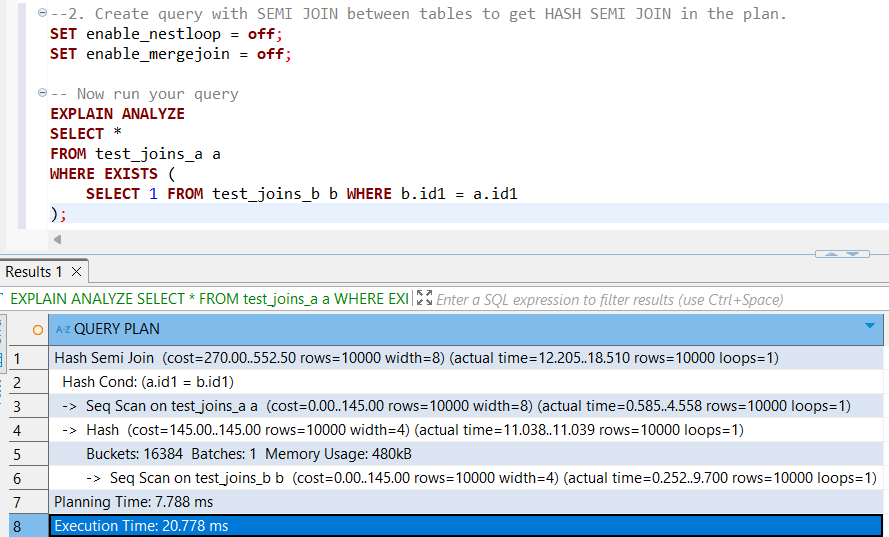 --2. Create query with SEMI JOIN between tables to get HASH SEMI JOIN in the plan.
SET enable_nestloop = off;
SET enable_mergejoin = off;
-- Now run your query
EXPLAIN ANALYZE
SELECT *
FROM test_joins_a a
WHERE EXISTS (
    SELECT 1 FROM test_joins_b b WHERE b.id1 = a.id1
);
Results 1 ×
EXPLAIN ANALYZE SELECT * FROM test_joins_a a WHERE EXI Enter a SQL expression to filter results (use Ctrl+Space)
A-Z QUERY PLAN
1 Hash Semi Join  (cost=270.00..552.50 rows=10000 width=8) (actual time=12.205..18.510 rows=10000 loops=1)
2 Hash Cond: (a.id1 = b.id1)
3 ->  Seq Scan on test_joins_a a  (cost=0.00..145.00 rows=10000 width=8) (actual time=0.585..4.558 rows=10000 loops=1)
4 ->  Hash  (cost=145.00..145.00 rows=10000 width=4) (actual time=11.038..11.039 rows=10000 loops=1)
5 Buckets: 16384  Batches: 1  Memory Usage: 480kB
6 ->  Seq Scan on test_joins_b b  (cost=0.00..145.00 rows=10000 width=4) (actual time=0.252..9.700 rows=10000 loops=1)
7 Planning Time: 7.788 ms
8 Execution Time: 20.778 ms